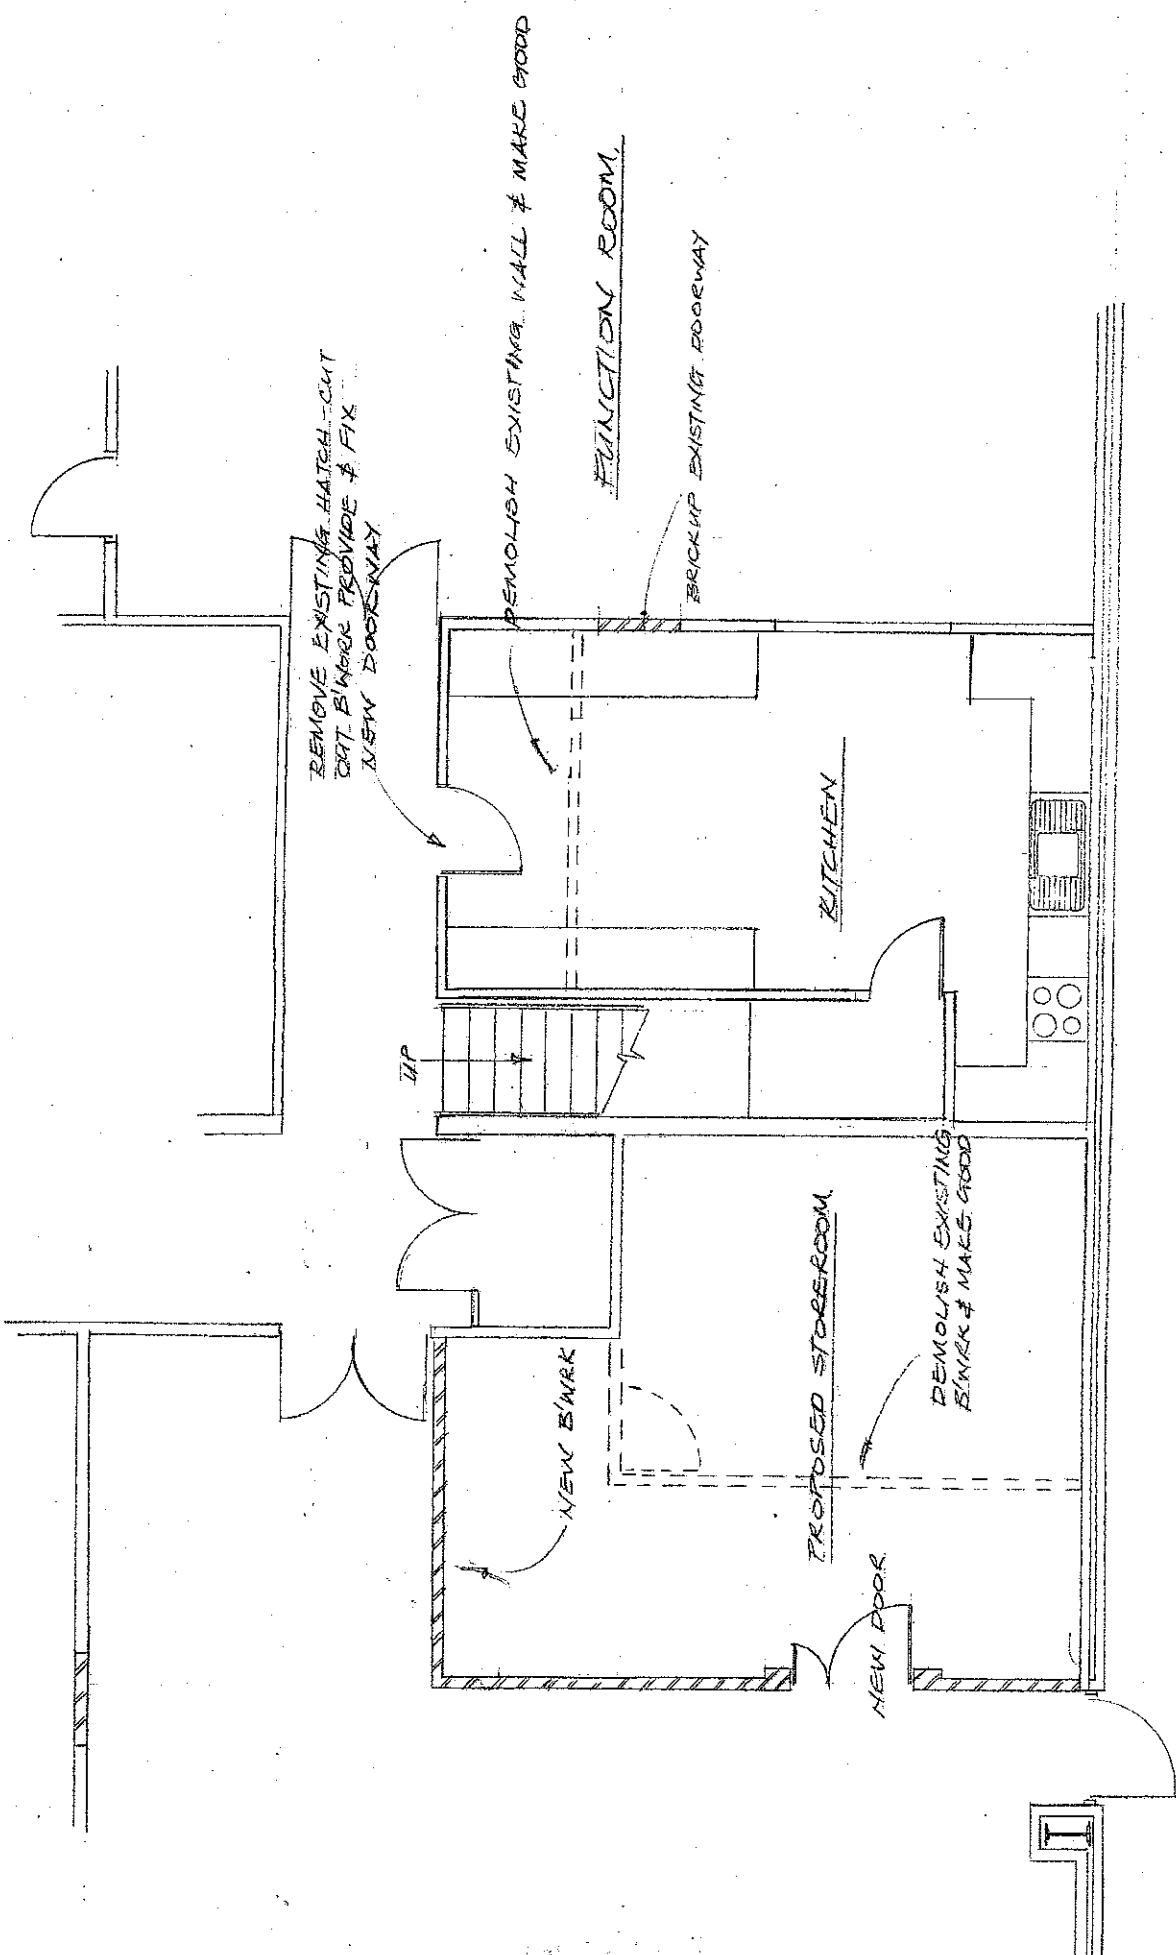 REMOVE EXISTING HATCH - CUT
OUT B'WORK PROVIDE & FIX
NEW DOORWAY
DEMOLISH EXISTING WALL & MAKE GOOD
FUNCTION ROOM.
BRICKUP EXISTING DOORWAY
KITCHEN
UP
NEW B'WRK
PROPOSED STOREROOM.
NEW DOOR
DEMOLISH EXISTING
B'WRK & MAKE GOOD